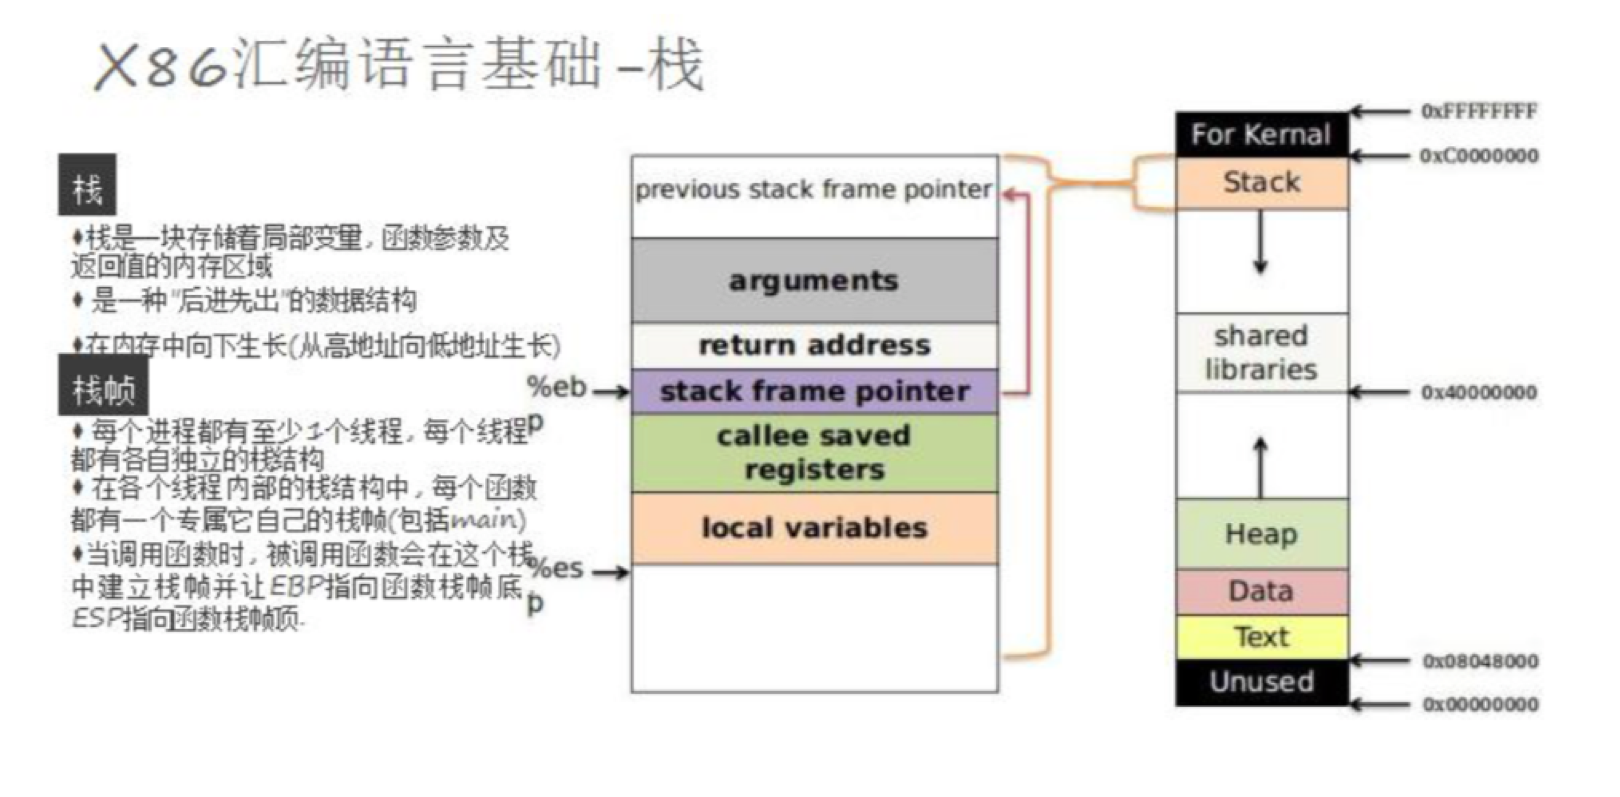 X86汇编语言基础-栈
栈
♦栈是一块存储着局部变量, 函数参数及
返回值的内存区域
♦ 是一种"后进先出"的数据结构
♦在内存中向下生长(从高地址向低地址生长)
栈帧
♦ 每个进程都有至少1个线程, 每个线程
都有各自独立的栈结构
♦ 在各个线程内部的栈结构中, 每个函数
都有一个专属它自己的栈帧(包括main)
♦当调用函数时, 被调用函数会在这个栈
中建立栈帧并让EBP指向函数栈帧底,
ESP指向函数栈帧顶.
previous stack frame pointer
arguments
return address
%eb
p
stack frame pointer
callee saved
registers
local variables
%es
p
For Kernal
Stack
shared
libraries
Heap
Data
Text
Unused
0xFFFFFFFF
0xC0000000
0x40000000
0x08048000
0x00000000